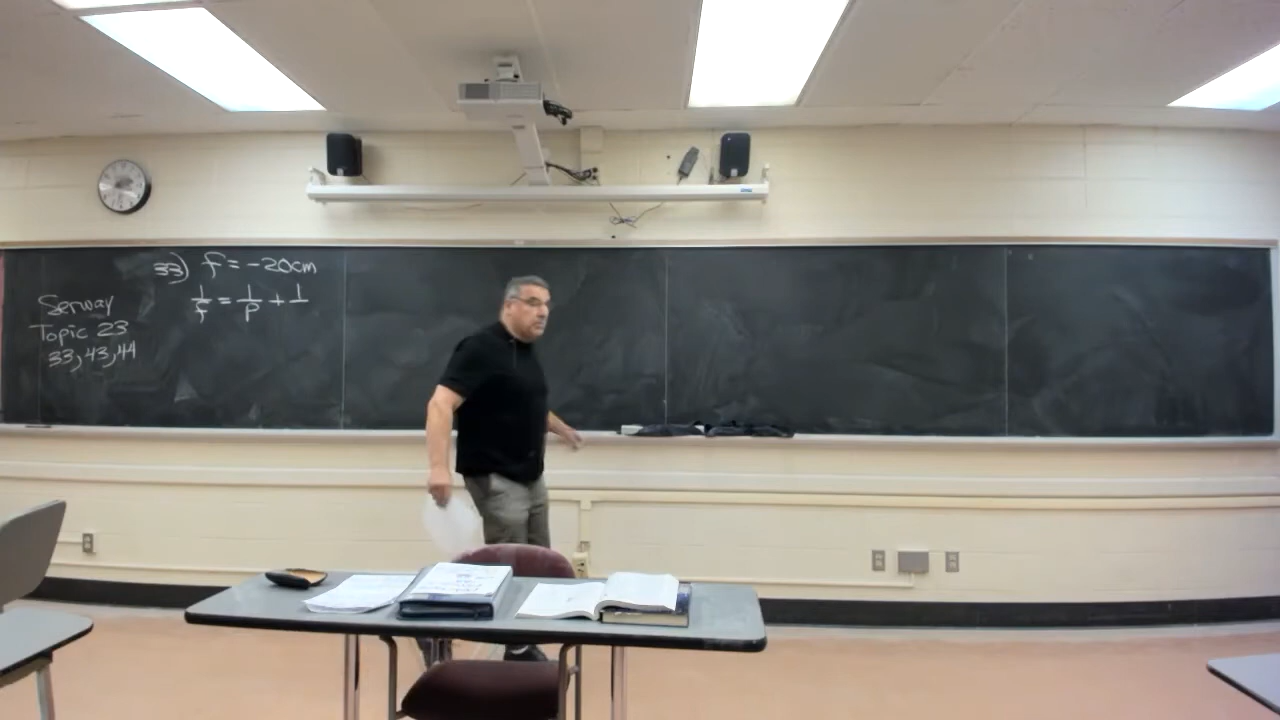 Serway
Topic 23
33, 43, 44
33) f = -20cm
1/f = 1/p + 1